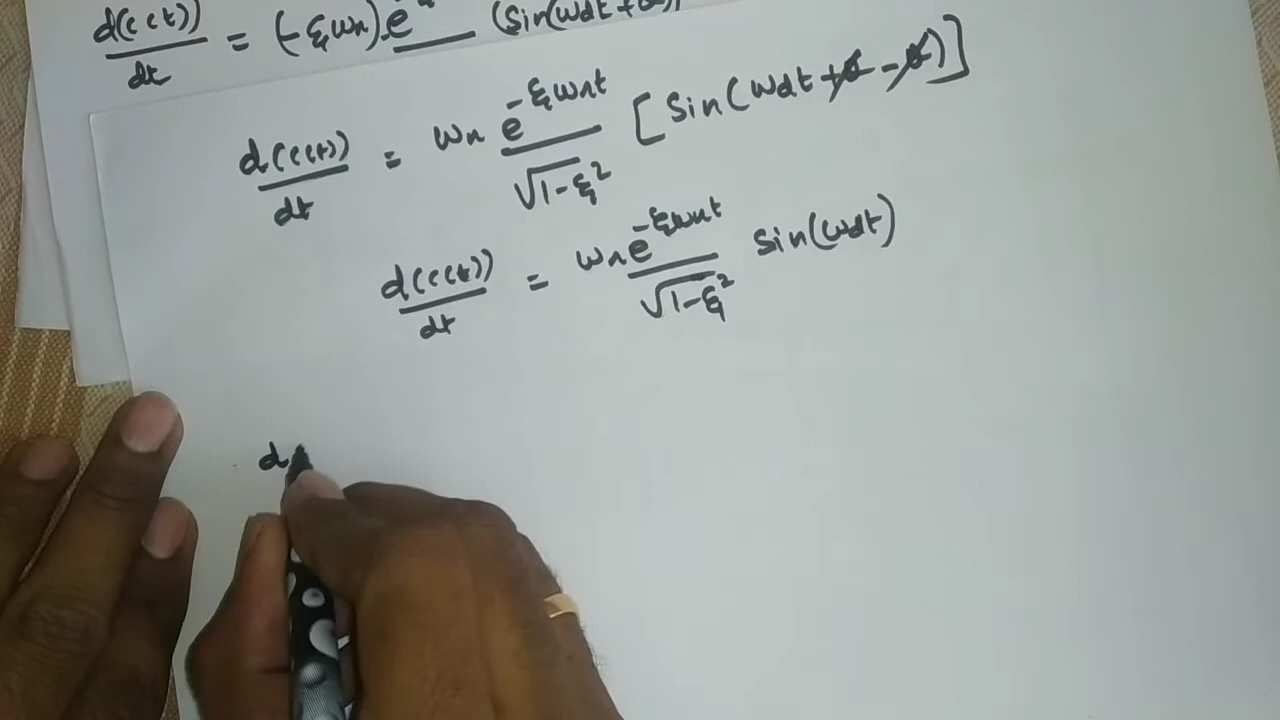 d(c(t))/dt = (-ξωn).e (Sin(ωdt +
d(c(t))/dt = ωn e^-ξωnt/√1-ξ² [Sin(ωdt+θ-θ)]
d(c(t))/dt = ωn e^-ξωnt/√1-ξ² Sin(ωdt)
d